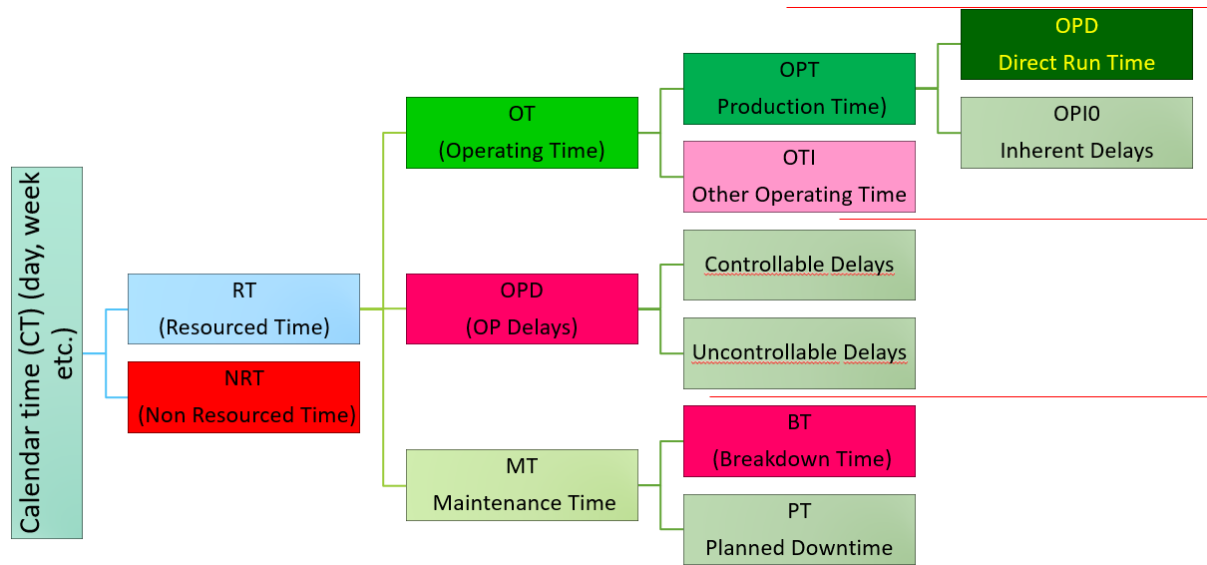 Calendar time (CT) (day, week
etc.)
RT
(Resourced Time)
NRT
(Non Resourced Time)
OT
(Operating Time)
OPD
(OP Delays)
MT
Maintenance Time
OPT
Production Time)
OTI
Other Operating Time
Controllable Delays
Uncontrollable Delays
BT
(Breakdown Time)
PT
Planned Downtime
OPD
Direct Run Time
OPI0
Inherent Delays